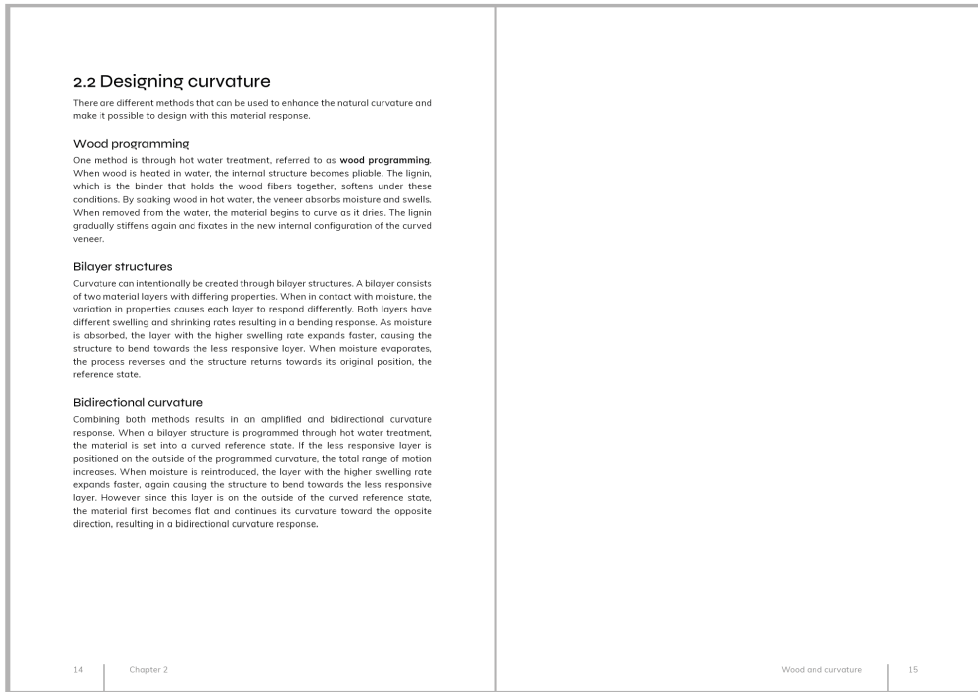 2.2 Designing curvature
There are different methods that can be used to enhance the natural curvature and
make it possible to design with this material response.
Wood programming
One method is through hot water treatment, referred to as wood programming.
When wood is heated in water, the internal structure becomes pliable. The lignin,
which is the binder that holds the wood fibers together, softens under these
conditions. By soaking wood in hot water, the veneer absorbs moisture and swells.
When removed from the water, the material begins to curve as it dries. The lignin
gradually stiffens again and fixates in the new internal configuration of the curved
veneer.
Bilayer structures
Curvature can intentionally be created through bilayer structures. A bilayer consists
of two material layers with differing properties. When in contact with moisture, the
variation in properties causes each layer to respond differently. Both layers have
different swelling and shrinking rates resulting in a bending response. As moisture
is absorbed, the layer with the higher swelling rate expands faster, causing the
structure to bend towards the less responsive layer. When moisture evaporates,
the process reverses and the structure returns towards its original position, the
reference state.
Bidirectional curvature
Combining both methods results in an amplified and bidirectional curvature
response. When a bilayer structure is programmed through hot water treatment,
the material is set into a curved reference state. If the less responsive layer is
positioned on the outside of the programmed curvature, the total range of motion
increases. When moisture is reintroduced, the layer with the higher swelling rate
expands faster, again causing the structure to bend towards the less responsive
layer. However since this layer is on the outside of the curved reference state,
the material first becomes flat and continues its curvature toward the opposite
direction, resulting in a bidirectional curvature response.
14
Chapter 2
Wood and curvature
15